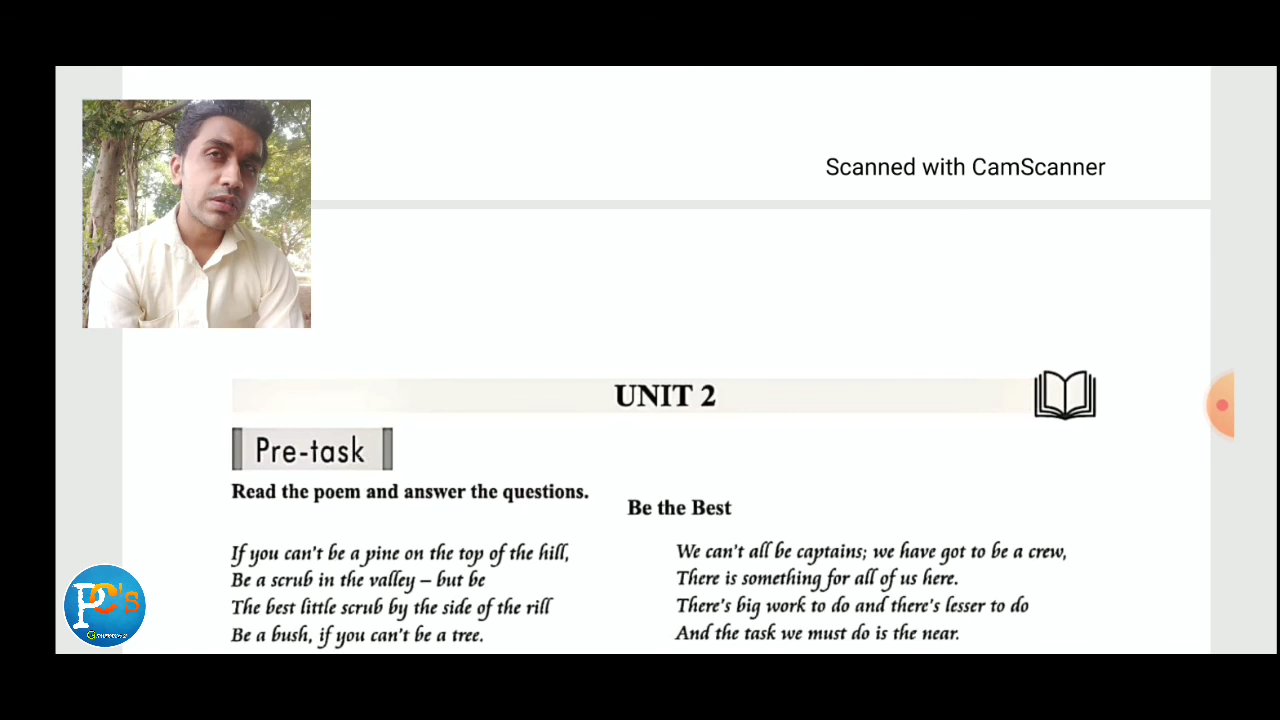 Scanned with CamScanner
UNIT 2
Pre-task
Read the poem and answer the questions.
Be the Best
If you can't be a pine on the top of the hill,
Be a scrub in the valley – but be
The best little scrub by the side of the rill
Be a bush, if you can't be a tree.
We can't all be captains; we have got to be a crew,
There is something for all of us here.
There's big work to do and there's lesser to do
And the task we must do is the near.
PC's